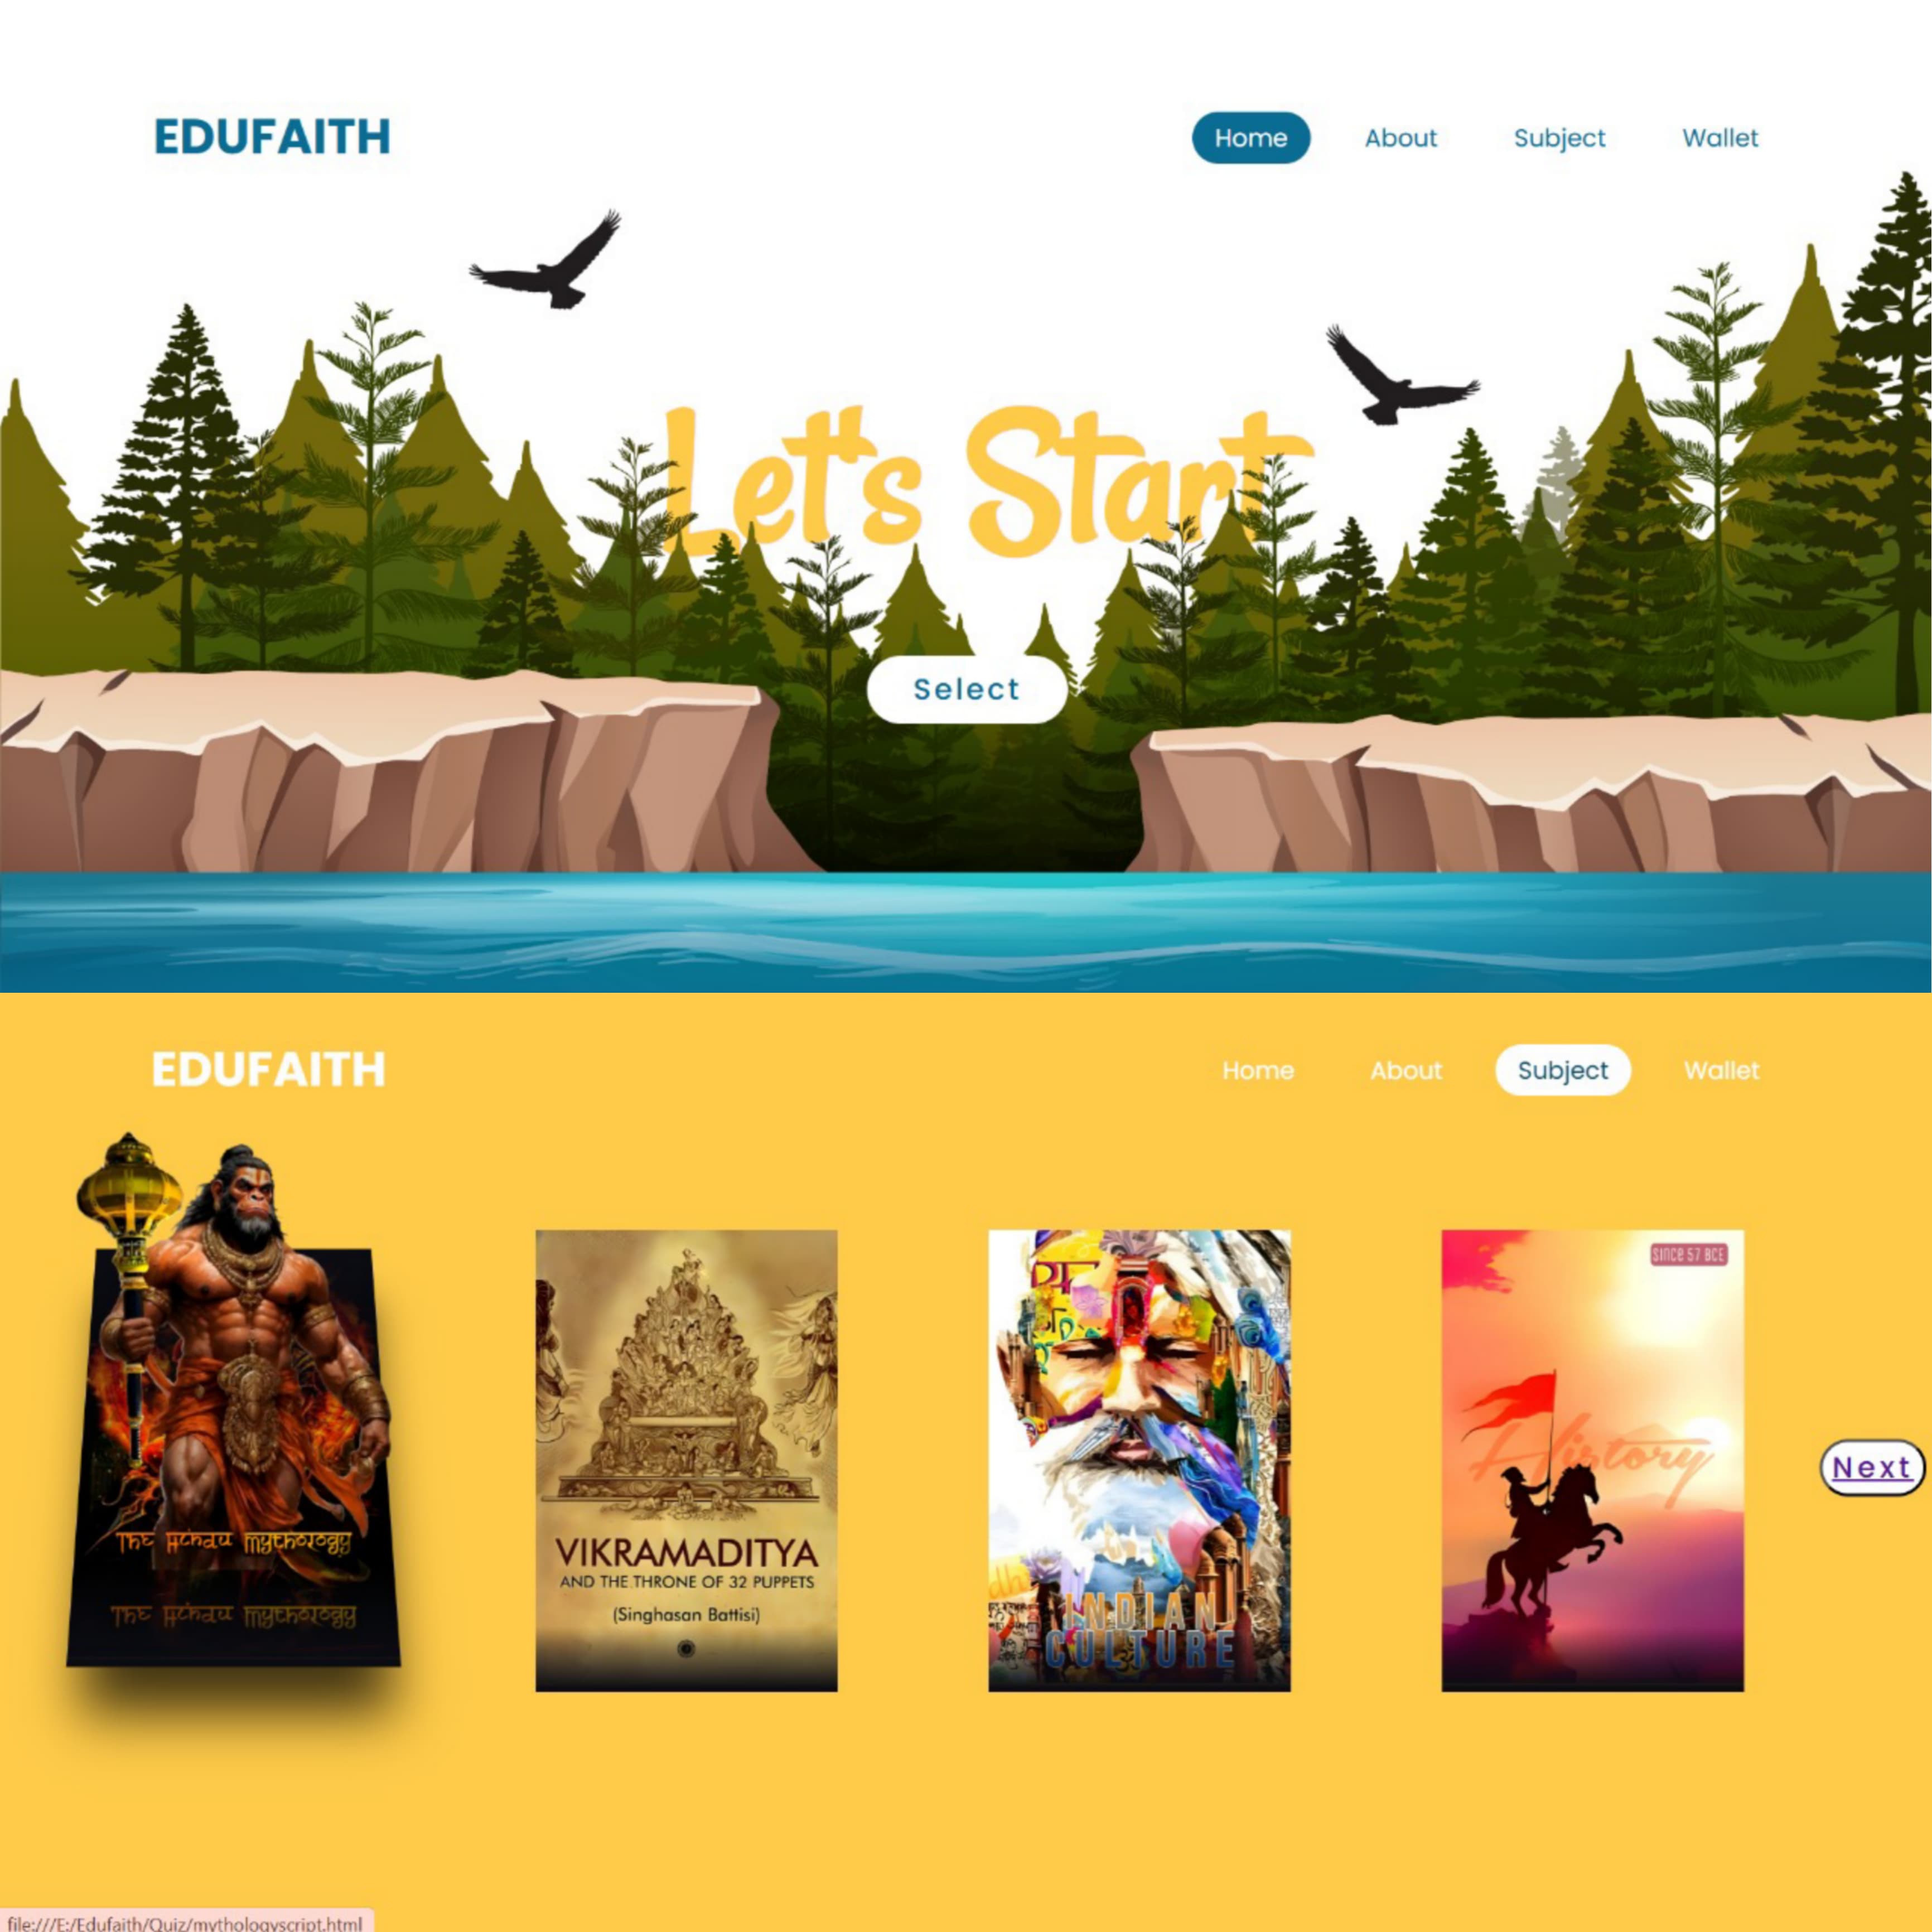 EDUFAITH
Home About Subject Wallet
Let's Start
Select
EDUFAITH
Home About Subject Wallet
The Hindu Mythology
The Hindu Mythology
VIKRAMADITYA
AND THE THRONE OF 32 PUPPETS
(Singhasan Battisi)
INDIAN
CULTURE
SINCE 57 BCE
History
Next
file:///E:/Edufaith/Quiz/mythologyscript.html